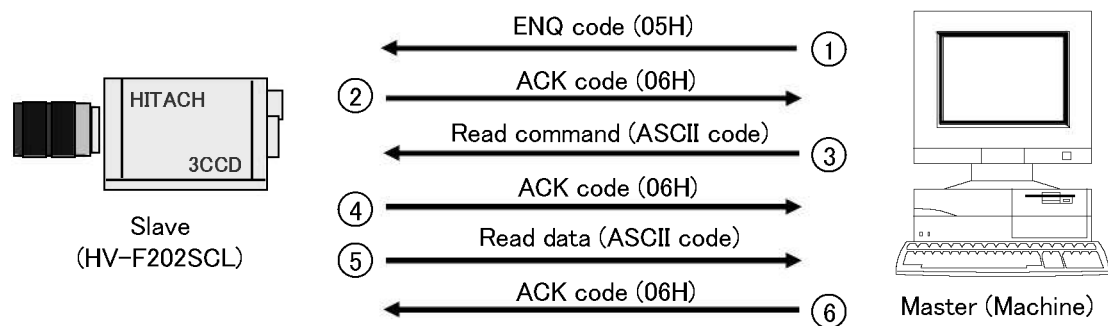 ENQ code (05H)
①
ACK code (06H)
②
HITACH
Read command (ASCII code)
③
3CCD
ACK code (06H)
④
Slave
(HV-F202SCL)
Read data (ASCII code)
⑤
ACK code (06H)
⑥
Master (Machine)